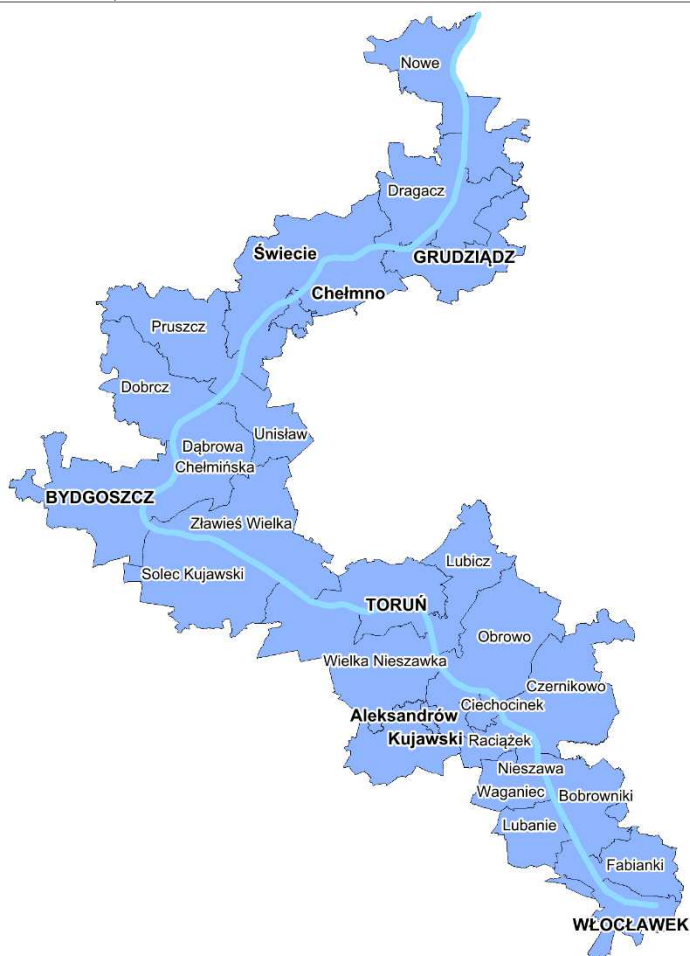 Nowe
Dragacz
Świecie
GRUDZIĄDZ
Chełmno
Pruszcz
Dobrcz
Unisław
Dąbrowa
Chełmińska
BYDGOSZCZ
Zławieś Wielka
Lubicz
Solec Kujawski
TORUŃ
Obrowo
Wielka Nieszawka
Czernikowo
Ciechocinek
Aleksandrów
Kujawski
Raciążek
Nieszawa
Waganiec
Bobrowniki
Lubanie
Fabianki
WŁOCŁAWEK